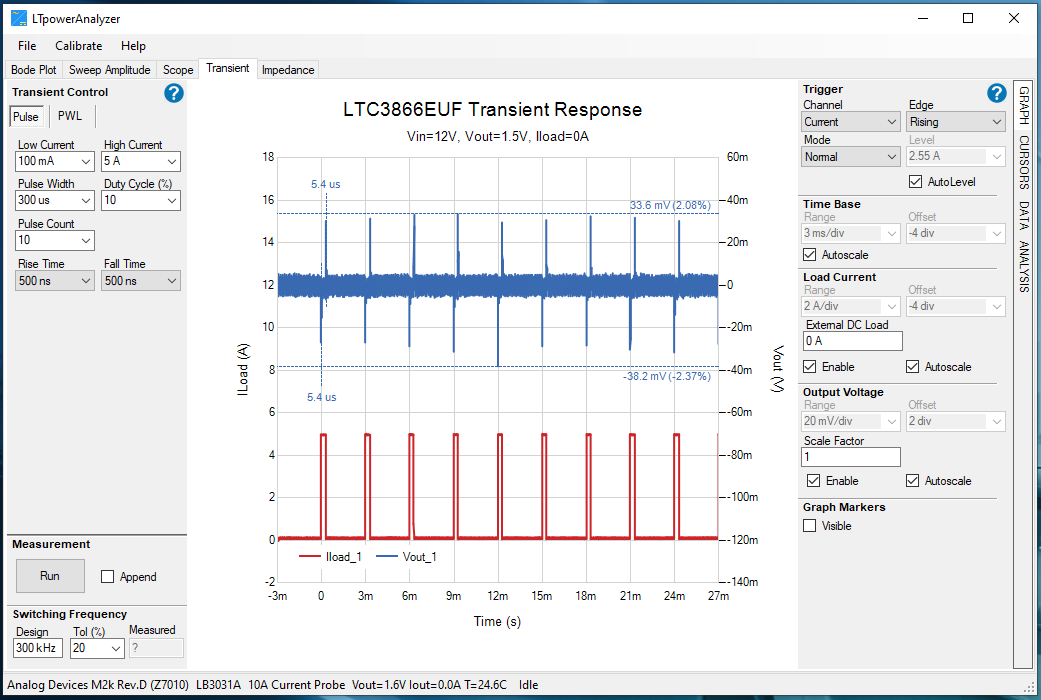 LTpowerAnalyzer
File Calibrate Help
Bode Plot Sweep Amplitude Scope Transient Impedance
Transient Control ?
Pulse PWL
Low Current High Current
100 mA 5 A
Pulse Width Duty Cycle (%)
300 us 10
Pulse Count
10
Rise Time Fall Time
500 ns 500 ns
Measurement
Run Append
Switching Frequency
Design Tol (%) Measured
300 kHz 20 ?
LTC3866EUF Transient Response
Vin=12V, Vout=1.5V, Iload=0A
18
16
14
12
10
8
6
4
2
0
-2
ILoad (A)
5.4 us
33.6 mV (2.08%)
-38.2 mV (-2.37%)
5.4 us
Iload_1 Vout_1
60m
40m
20m
0
-20m
-40m
-60m
-80m
-100m
-120m
-140m
Vout (V)
-3m 0 3m 6m 9m 12m 15m 18m 21m 24m 27m
Time (s)
Trigger ?
Channel Edge
Current Rising
Mode Level
Normal 2.55 A
AutoLevel
Time Base
Range Offset
3 ms/div -4 div
Autoscale
Load Current
Range Offset
2 A/div -4 div
External DC Load
0 A
Enable Autoscale
Output Voltage
Range Offset
20 mV/div 2 div
Scale Factor
1
Enable Autoscale
Graph Markers
Visible
GRAPH
CURSORS
DATA
ANALYSIS
Analog Devices M2k Rev.D (Z7010) LB3031A 10A Current Probe Vout=1.6V Iout=0.0A T=24.6C Idle